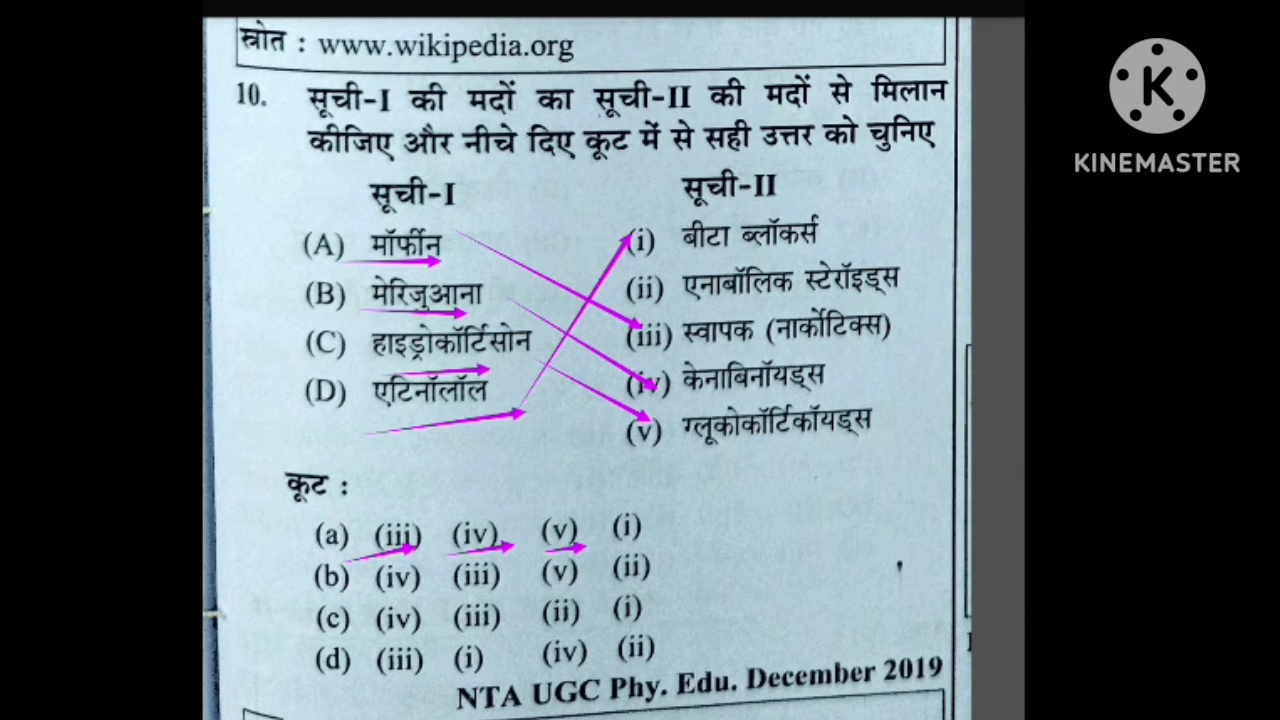 स्रोत : www.wikipedia.org
K
KINEMASTER
10. सूची-I की मदों का सूची-II की मदों से मिलान
कीजिए और नीचे दिए कूट में से सही उत्तर को चुनिए
सूची-I सूची-II
(A) मॉर्फीन (i) बीटा ब्लॉकर्स
(B) मेरिजुआना (ii) एनाबॉलिक स्टेरॉइड्स
(C) हाइड्रोकॉर्टिसोन (iii) स्वापक (नार्कोटिक्स)
(D) एटिनॉलॉल (iv) केनाबिनॉयड्स
(v) ग्लूकोकॉर्टिकॉयड्स
कूट :
(a) (iii) (iv) (v) (i)
(b) (iv) (iii) (v) (ii)
(c) (iv) (iii) (ii) (i)
(d) (iii) (i) (iv) (ii)
NTA UGC Phy. Edu. December 2019